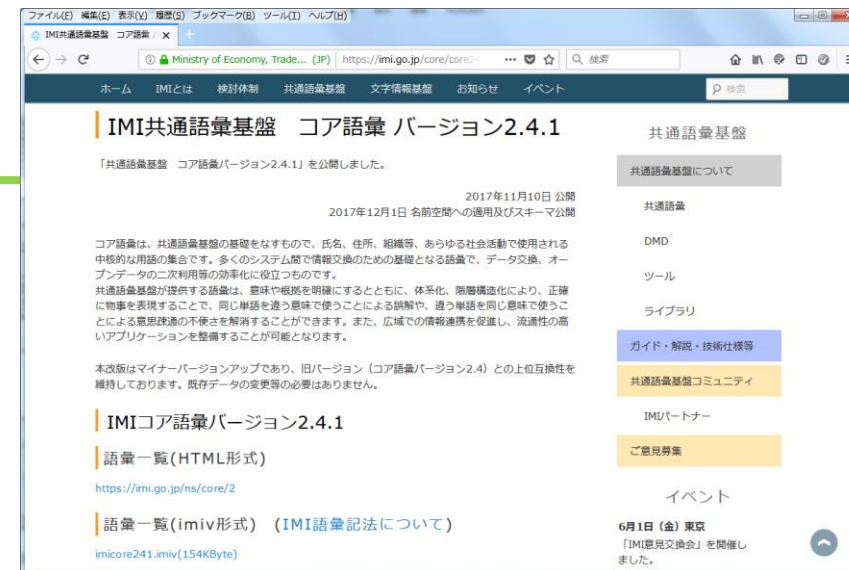 ファイル(F) 編集(E) 表示(V) 履歴(S) ブックマーク(B) ツール(T) ヘルプ(H)
IMI共通語彙基盤 コア語彙 /
Ministry of Economy, Trade... (JP) https://imi.go.jp/core/core2 検索
ホーム IMIとは 検討体制 共通語彙基盤 文字情報基盤 お知らせ イベント 検索
IMI共通語彙基盤 コア語彙 バージョン2.4.1
「共通語彙基盤 コア語彙バージョン2.4.1」を公開しました。
2017年11月10日 公開
2017年12月1日 名前空間への適用及びスキーマ公開
コア語彙は、共通語彙基盤の基礎をなすもので、氏名、住所、組織等、あらゆる社会活動で使用される
中核的な用語の集合です。多くのシステム間で情報交換のための基礎となる語彙で、データ交換、オー
プンデータの二次利用等の効率化に役立つものです。
共通語彙基盤が提供する語彙は、意味や根拠を明確にするとともに、体系化、階層構造化により、正確
に物事を表現することで、同じ単語を違う意味で使うことによる誤解や、違う単語を同じ意味で使うこ
とによる意思疎通の不便さを解消することができます。また、広域での情報連携を促進し、流通性の高
いアプリケーションを整備することが可能となります。
本改版はマイナーバージョンアップであり、旧バージョン（コア語彙バージョン2.4）との上位互換性を
維持しております。既存データの変更等の必要はありません。
IMIコア語彙バージョン2.4.1
語彙一覧(HTML形式)
https://imi.go.jp/ns/core/2
語彙一覧(imiv形式) (IMI語彙記法について)
imicore241.imiv(154KByte)
共通語彙基盤
共通語彙基盤について
共通語彙
DMD
ツール
ライブラリ
ガイド・解説・技術仕様等
共通語彙基盤コミュニティ
IMIパートナー
ご意見募集
イベント
6月1日（金）東京
「IMI意見交換会」を開催し
ました。